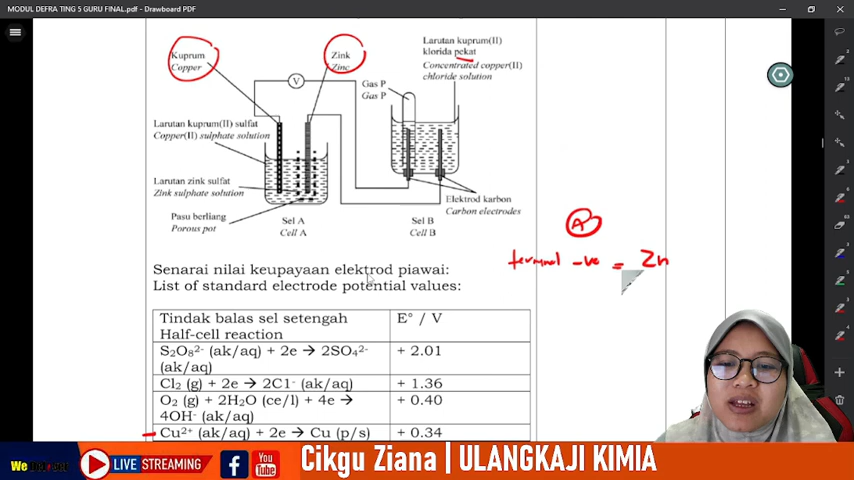 MODUL DEFRA TING 5 GURU FINAL.pdf - Drawboard PDF
Kuprum
Copper
Zink
Zinc
Larutan kuprum(II)
klorida pekat
Concentrated copper(II)
chloride solution
V
Gas P
Gas P
Larutan kuprum(II) sulfat
Copper(II) sulphate solution
Larutan zink sulfat
Zink sulphate solution
Pasu berliang
Porous pot
Sel A
Cell A
Sel B
Cell B
Elektrod karbon
Carbon electrodes
A
terminal -ve = Zn
Senarai nilai keupayaan elektrod piawai:
List of standard electrode potential values:
Tindak balas sel setengah
Half-cell reaction
E° / V
S₂O₈²⁻ (ak/aq) + 2e → 2SO₄²⁻
(ak/aq)
+ 2.01
Cl₂ (g) + 2e → 2C1⁻ (ak/aq)
+ 1.36
O₂ (g) + 2H₂O (ce/l) + 4e →
4OH⁻ (ak/aq)
+ 0.40
Cu²⁺ (ak/aq) + 2e → Cu (p/s)
+ 0.34
LIVE STREAMING
You
Tube
Cikgu Ziana | ULANGKAJI KIMIA